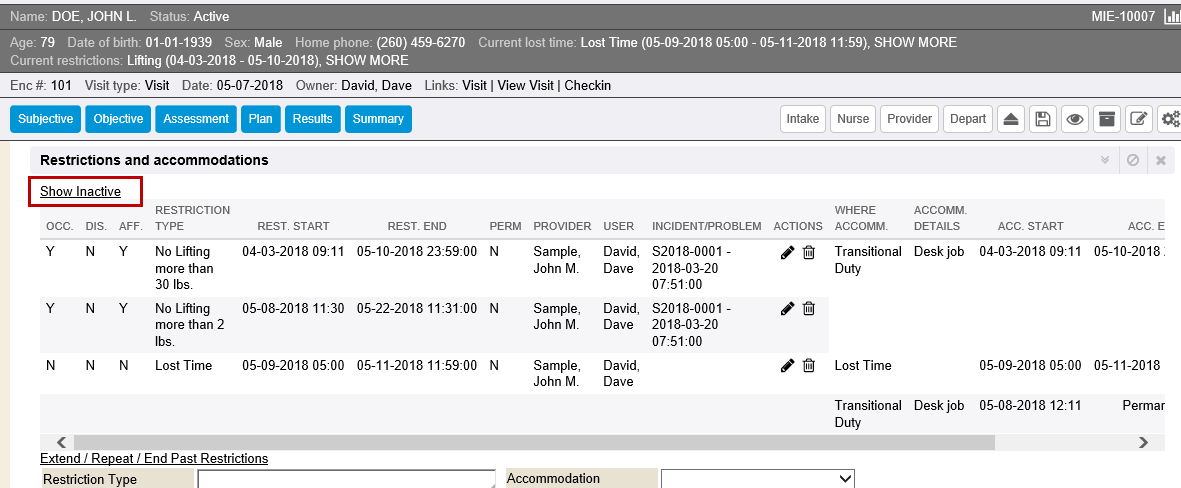 Name: DOE, JOHN L. Status: Active MIE-10007
Age: 79 Date of birth: 01-01-1939 Sex: Male Home phone: (260) 459-6270 Current lost time: Lost Time (05-09-2018 05:00 - 05-11-2018 11:59), SHOW MORE
Current restrictions: Lifting (04-03-2018 - 05-10-2018), SHOW MORE
Enc #: 101 Visit type: Visit Date: 05-07-2018 Owner: David, Dave Links: Visit | View Visit | Checkin
Subjective Objective Assessment Plan Results Summary Intake Nurse Provider Depart
Restrictions and accommodations
Show Inactive
RESTRICTION WHERE ACCOMM.
OCC. DIS. AFF. TYPE REST. START REST. END PERM PROVIDER USER INCIDENT/PROBLEM ACTIONS ACCOMM. DETAILS ACC. START ACC. E
Y N Y No Lifting 04-03-2018 09:11 05-10-2018 23:59:00 N Sample, David, S2018-0001 - Transitional Desk job 04-03-2018 09:11 05-10-2018
more than John M. Dave 2018-03-20 Duty
30 lbs. 07:51:00
Y N Y No Lifting 05-08-2018 11:30 05-22-2018 11:31:00 N Sample, David, S2018-0001 -
more than 2 John M. Dave 2018-03-20
lbs. 07:51:00
N N N Lost Time 05-09-2018 05:00 05-11-2018 11:59:00 N Sample, David, Lost Time 05-09-2018 05:00 05-11-2018
John M. Dave
Transitional Desk job 05-08-2018 12:11 Permar
Duty
Extend / Repeat / End Past Restrictions
Restriction Type Accommodation